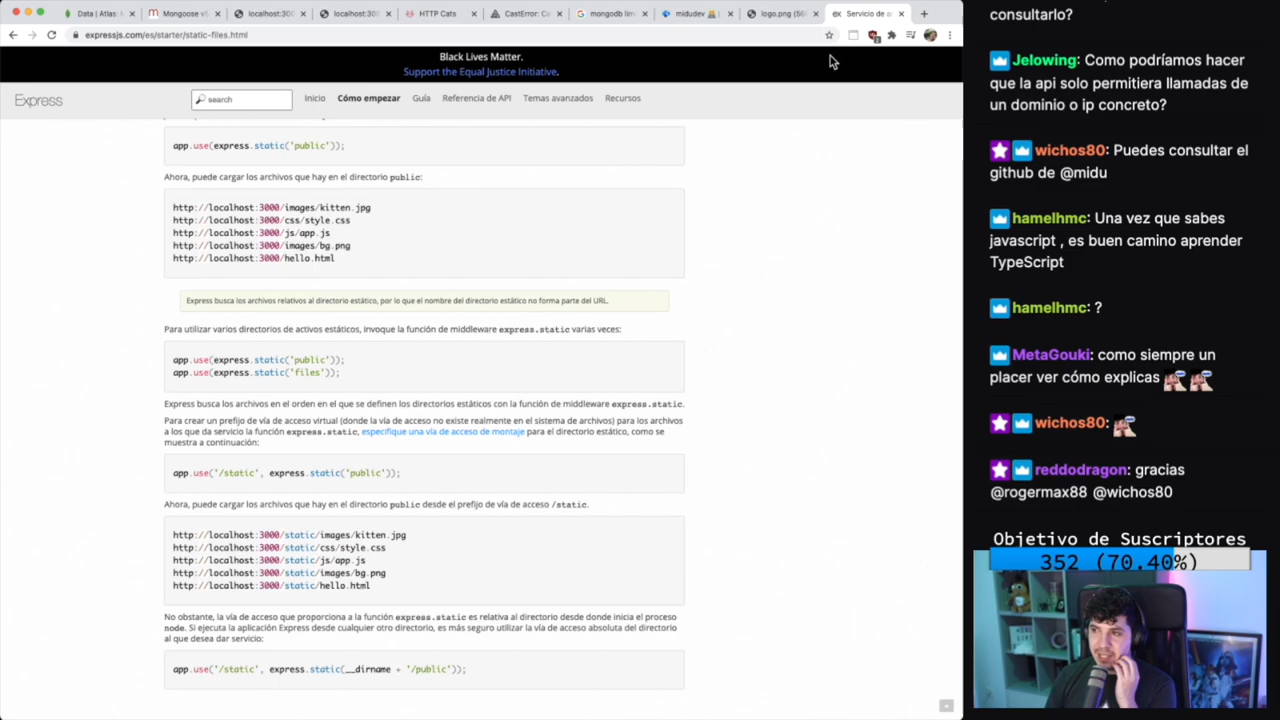 Data | Atlas: M
Mongoose v5
localhost:300
localhost:300
HTTP Cats
CastError: Ca
mongodb lim
midudev
logo.png (56
Servicio de a
expressjs.com/es/starter/static-files.html
Black Lives Matter.
Support the Equal Justice Initiative.
Express
search
Inicio
Cómo empezar
Guía
Referencia de API
Temas avanzados
Recursos
app.use(express.static('public'));
Ahora, puede cargar los archivos que hay en el directorio public:
http://localhost:3000/images/kitten.jpg
http://localhost:3000/css/style.css
http://localhost:3000/js/app.js
http://localhost:3000/images/bg.png
http://localhost:3000/hello.html
Express busca los archivos relativos al directorio estático, por lo que el nombre del directorio estático no forma parte del URL.
Para utilizar varios directorios de activos estáticos, invoque la función de middleware express.static varias veces:
app.use(express.static('public'));
app.use(express.static('files'));
Express busca los archivos en el orden en el que se definen los directorios estáticos con la función de middleware express.static.
Para crear un prefijo de vía de acceso virtual (donde la vía de acceso no existe realmente en el sistema de archivos) para los archivos
a los que da servicio la función express.static, especifique una vía de acceso de montaje para el directorio estático, como se
muestra a continuación:
app.use('/static', express.static('public'));
Ahora, puede cargar los archivos que hay en el directorio public desde el prefijo de vía de acceso /static.
http://localhost:3000/static/images/kitten.jpg
http://localhost:3000/static/css/style.css
http://localhost:3000/static/js/app.js
http://localhost:3000/static/images/bg.png
http://localhost:3000/static/hello.html
No obstante, la vía de acceso que proporciona a la función express.static es relativa al directorio desde donde inicia el proceso
node. Si ejecuta la aplicación Express desde cualquier otro directorio, es más seguro utilizar la vía de acceso absoluta del directorio
al que desea dar servicio:
app.use('/static', express.static(__dirname + '/public'));
consultarlo?
Jelowing: Como podríamos hacer
que la api solo permitiera llamadas de
un dominio o ip concreto?
wichos80: Puedes consultar el
github de @midu
hamelhmc: Una vez que sabes
javascript , es buen camino aprender
TypeScript
hamelhmc: ?
MetaGouki: como siempre un
placer ver cómo explicas
wichos80:
reddodragon: gracias
@rogermax88 @wichos80
Objetivo de Suscriptores
352 (70.40%)